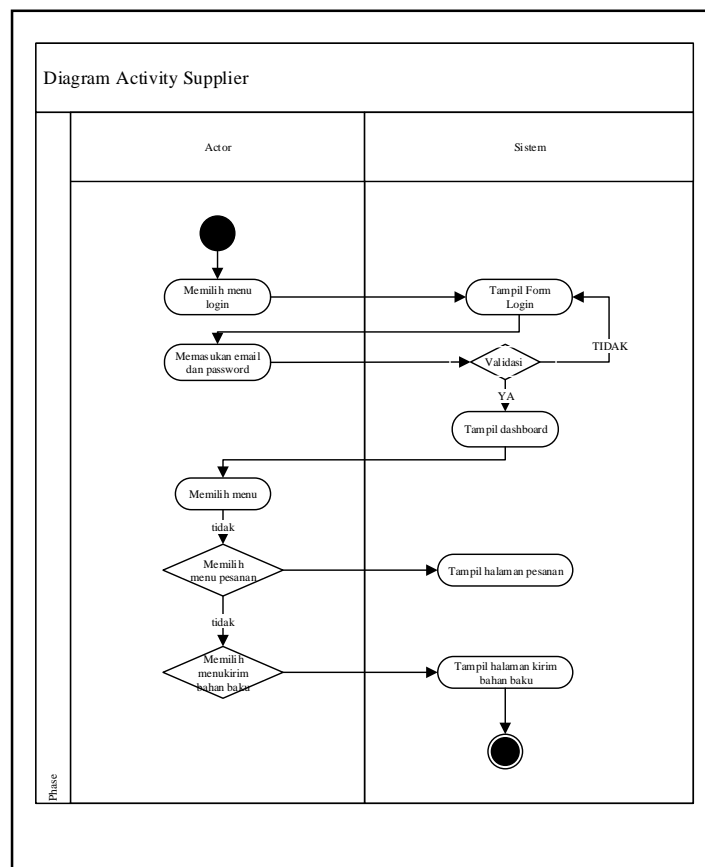 Diagram Activity Supplier
Actor
Sistem
Memilih menu
login
Tampil Form
Login
Memasukan email
dan password
Validasi
TIDAK
YA
Tampil dashboard
Memilih menu
tidak
Memilih
menu pesanan
Tampil halaman pesanan
tidak
Memilih
menukirim
bahan baku
Tampil halaman kirim
bahan baku
Phase